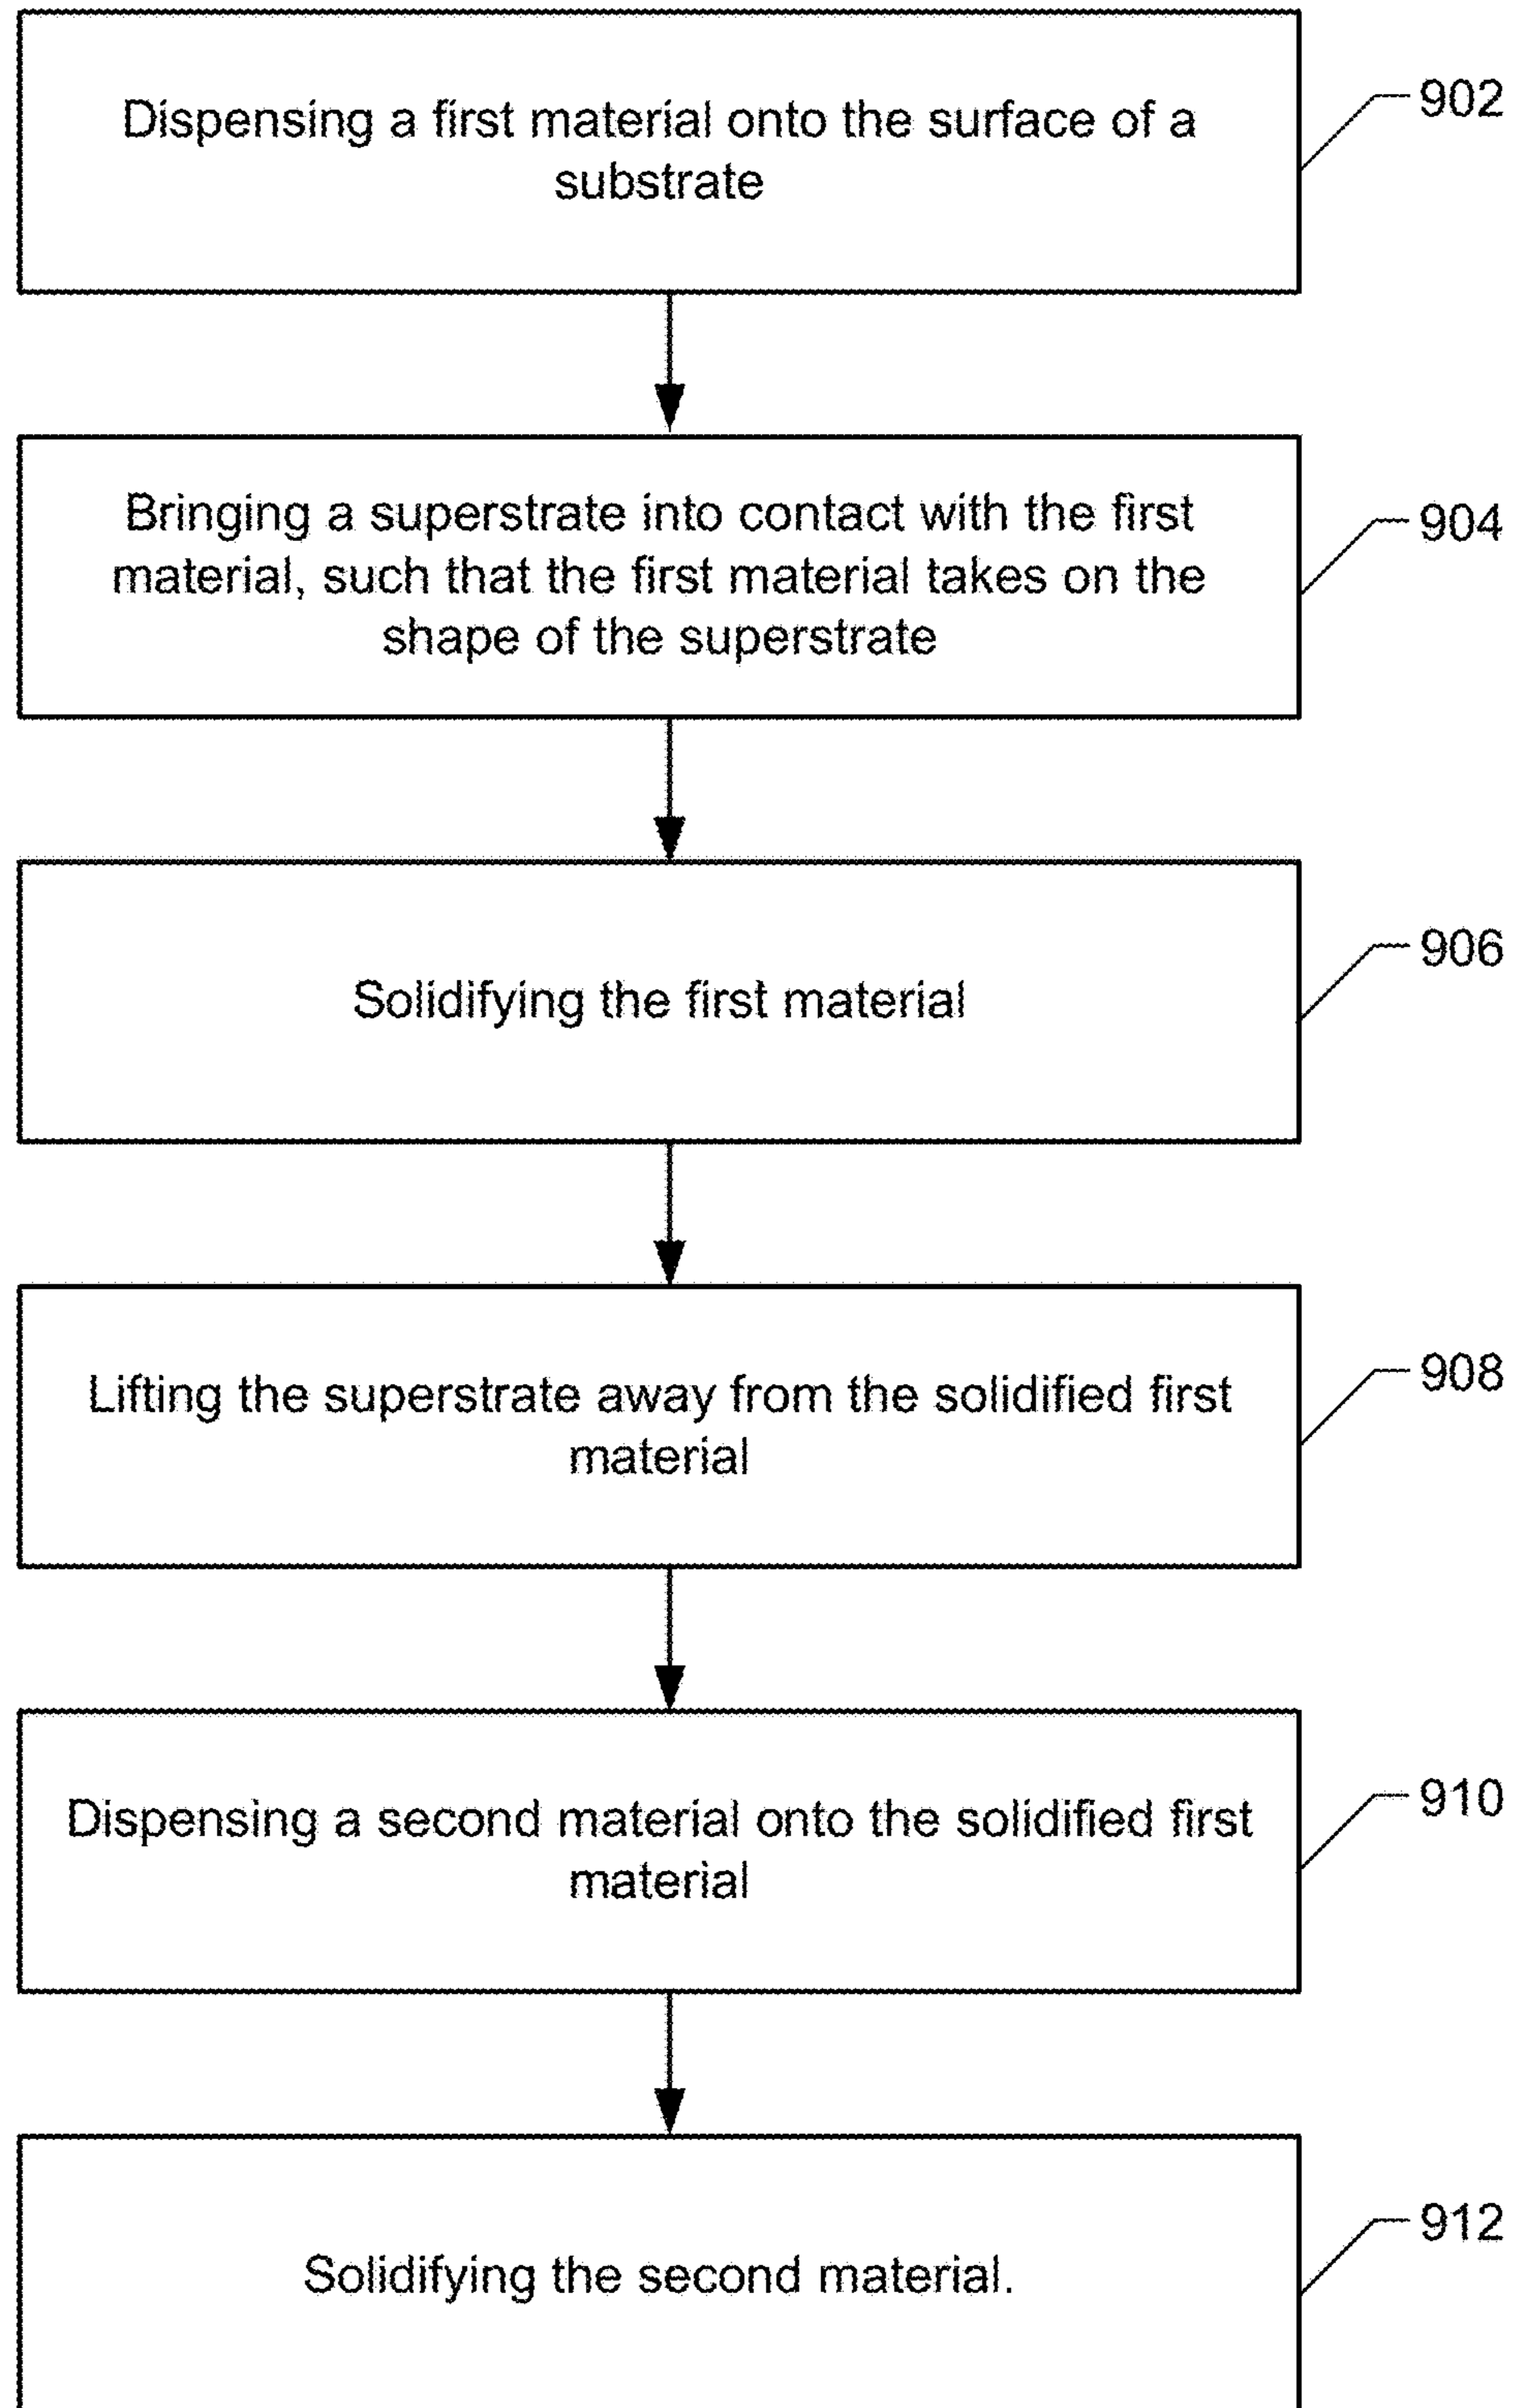 Dispensing a first material onto the surface of a
substrate
902
Bringing a superstrate into contact with the first
material, such that the first material takes on the
shape of the superstrate
904
Solidifying the first material
906
Lifting the superstrate away from the solidified first
material
908
Dispensing a second material onto the solidified first
material
910
Solidifying the second material.
912